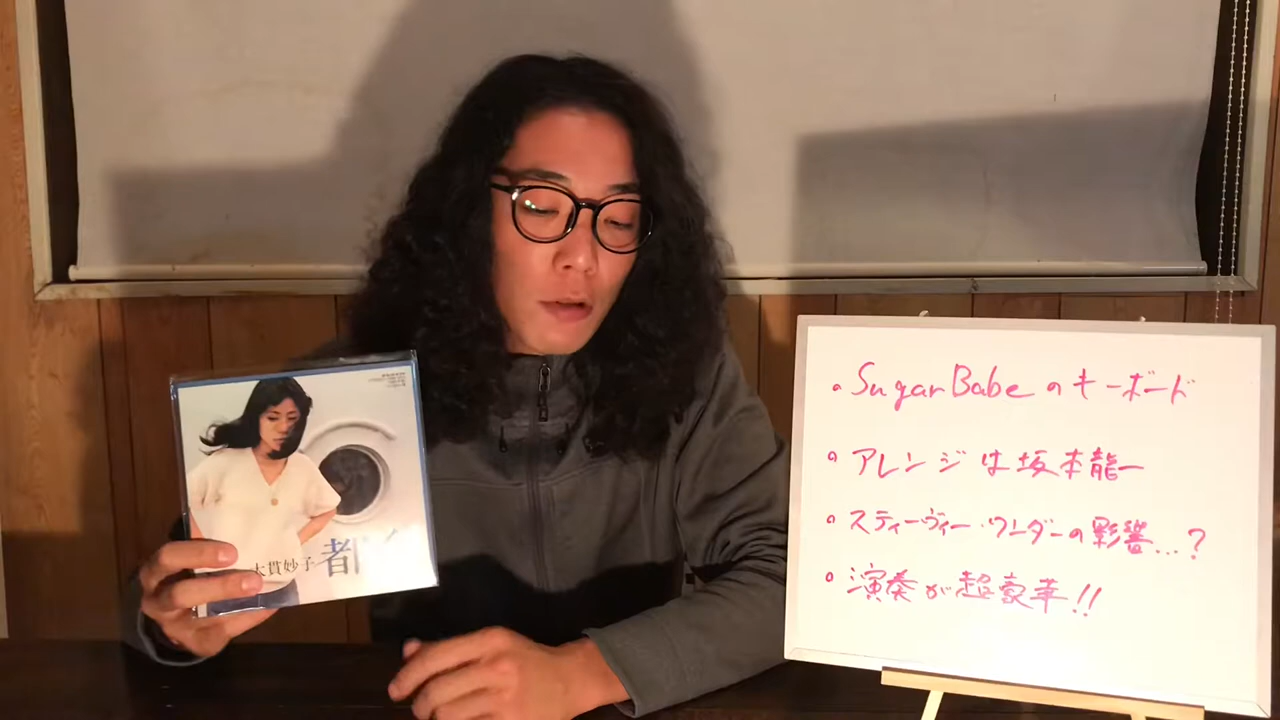 大貫妙子
都
• Sugar Babe のキーボード
• アレンジは坂本龍一
• スティーヴィー・ワンダーの影響...?
• 演奏が超豪華!!